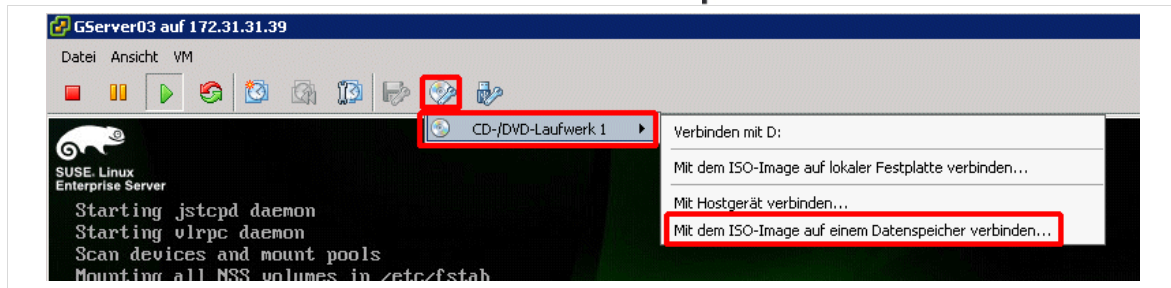 GServer03 auf 172.31.31.39
Datei Ansicht VM
CD-/DVD-Laufwerk 1
Verbinden mit D:
Mit dem ISO-Image auf lokaler Festplatte verbinden...
Mit Hostgerät verbinden...
Mit dem ISO-Image auf einem Datenspeicher verbinden...
SUSE. Linux
Enterprise Server
Starting jstcpd daemon
Starting vlrpc daemon
Scan devices and mount pools
Mounting all NSS volumes in /etc/fstab